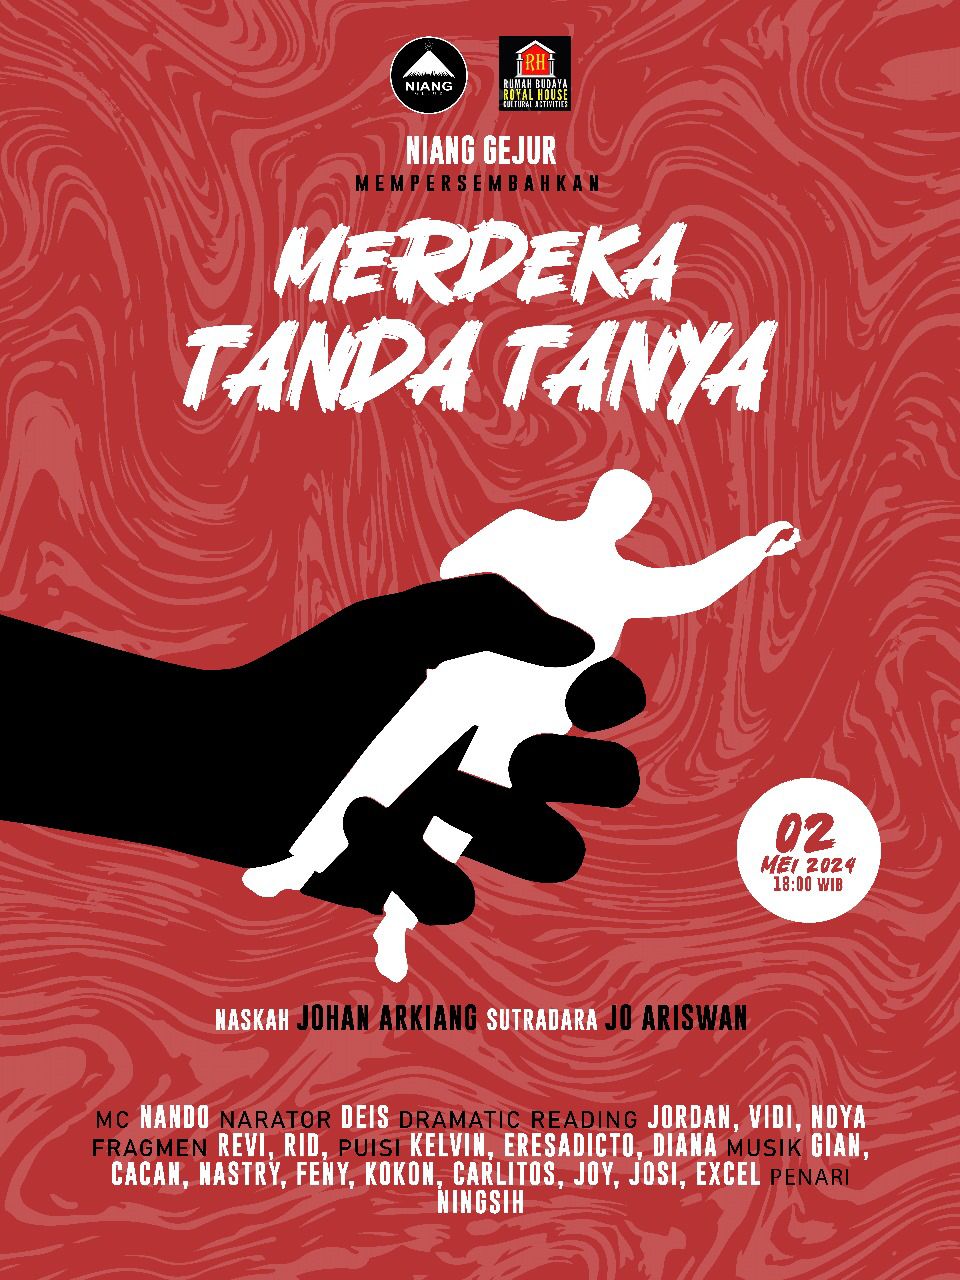 NIANG
RH
RUMAH BUDAYA
ROYAL HOUSE
CULTURAL ACTIVITIES
NIANG GEJUR
MEMPERSEMBAHKAN
MERDEKA
TANDA TANYA
02
MEI 2024
18:00 WIB
NASKAH JOHAN ARKIANG SUTRADARA JO ARISWAN
MC NANDO NARATOR DEIS DRAMATIC READING JORDAN, VIDI, NOYA
FRAGMEN REVI, RID, PUISI KELVIN, ERESADICTO, DIANA MUSIK GIAN,
CACAN, NASTRY, FENY, KOKON, CARLITOS, JOY, JOSI, EXCEL PENARI
NINGSIH